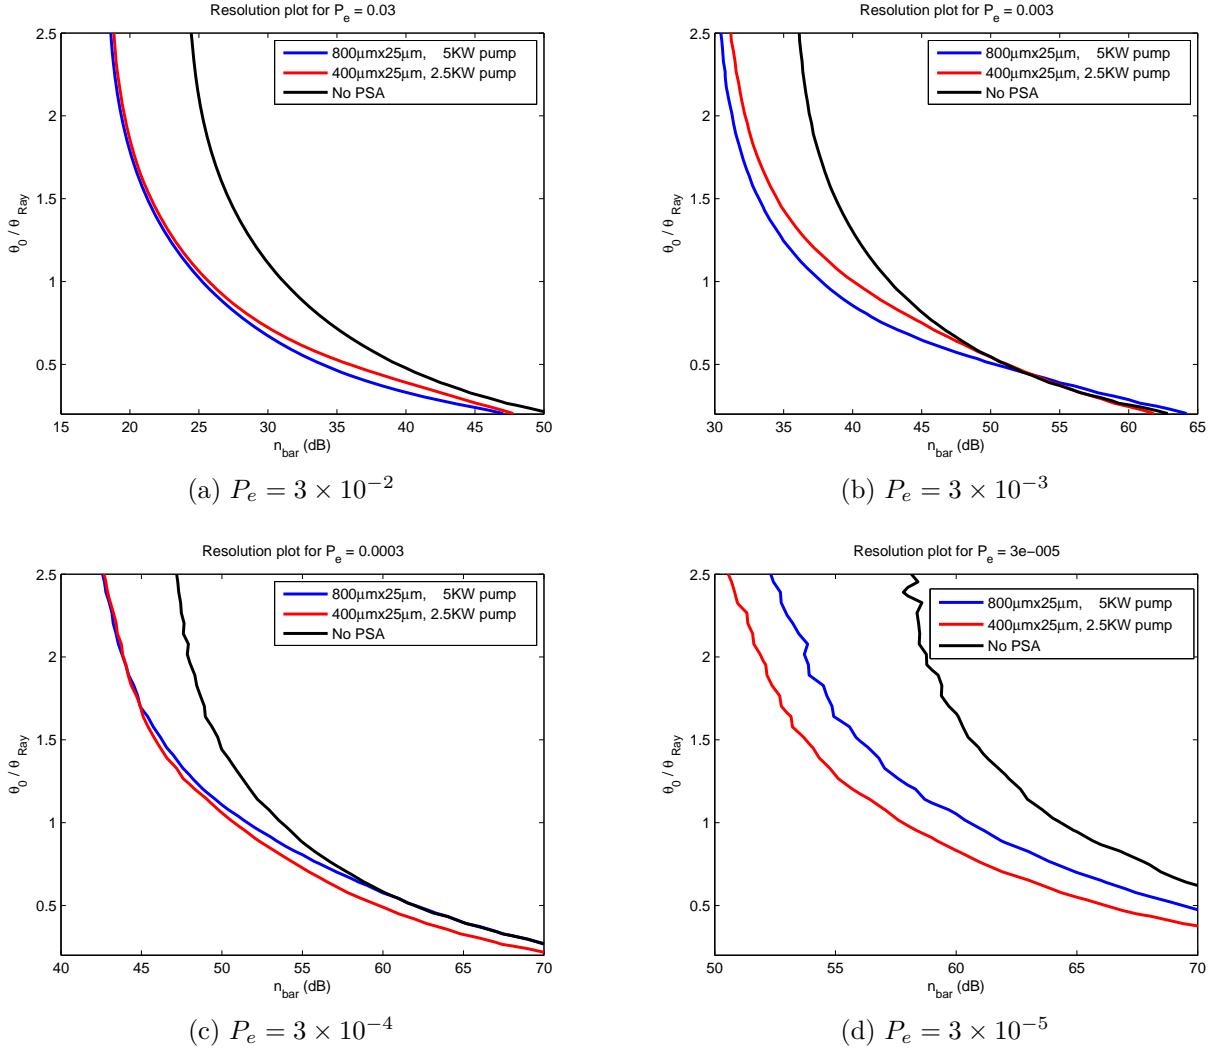 Resolution plot for P_e = 0.03
2.5
2
1.5
1
0.5
θ_0 / θ_Ray
800µmx25µm, 5KW pump
400µmx25µm, 2.5KW pump
No PSA
15 20 25 30 35 40 45 50
n_bar (dB)
(a) P_e = 3 × 10^{-2}
Resolution plot for P_e = 0.003
2.5
2
1.5
1
0.5
θ_0 / θ_Ray
800µmx25µm, 5KW pump
400µmx25µm, 2.5KW pump
No PSA
30 35 40 45 50 55 60 65
n_bar (dB)
(b) P_e = 3 × 10^{-3}
Resolution plot for P_e = 0.0003
2.5
2
1.5
1
0.5
θ_0 / θ_Ray
800µmx25µm, 5KW pump
400µmx25µm, 2.5KW pump
No PSA
40 45 50 55 60 65 70
n_bar (dB)
(c) P_e = 3 × 10^{-4}
Resolution plot for P_e = 3e-005
2.5
2
1.5
1
0.5
θ_0 / θ_Ray
800µmx25µm, 5KW pump
400µmx25µm, 2.5KW pump
No PSA
50 55 60 65 70
n_bar (dB)
(d) P_e = 3 × 10^{-5}